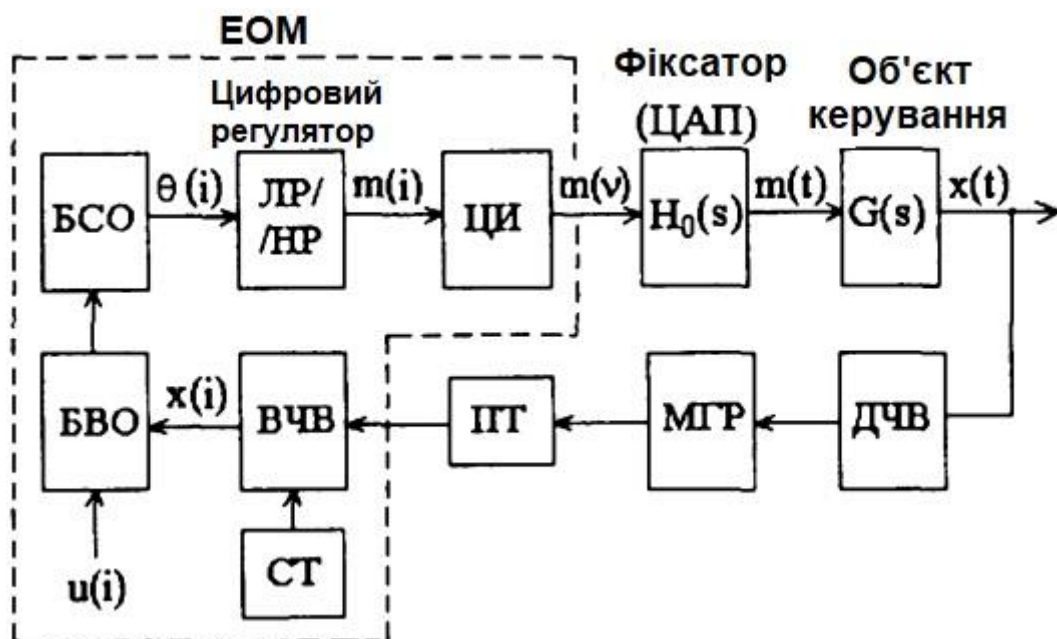 ЕОМ
Фіксатор
(ЦАП)
Об'єкт
керування
Цифровий
регулятор
БСО
θ(i)
ЛР/
/НР
m(i)
ЦИ
m(ν)
H₀(s)
m(t)
G(s)
x(t)
БВО
x(i)
ВЧВ
ПТ
МГР
ДЧВ
u(i)
СТ